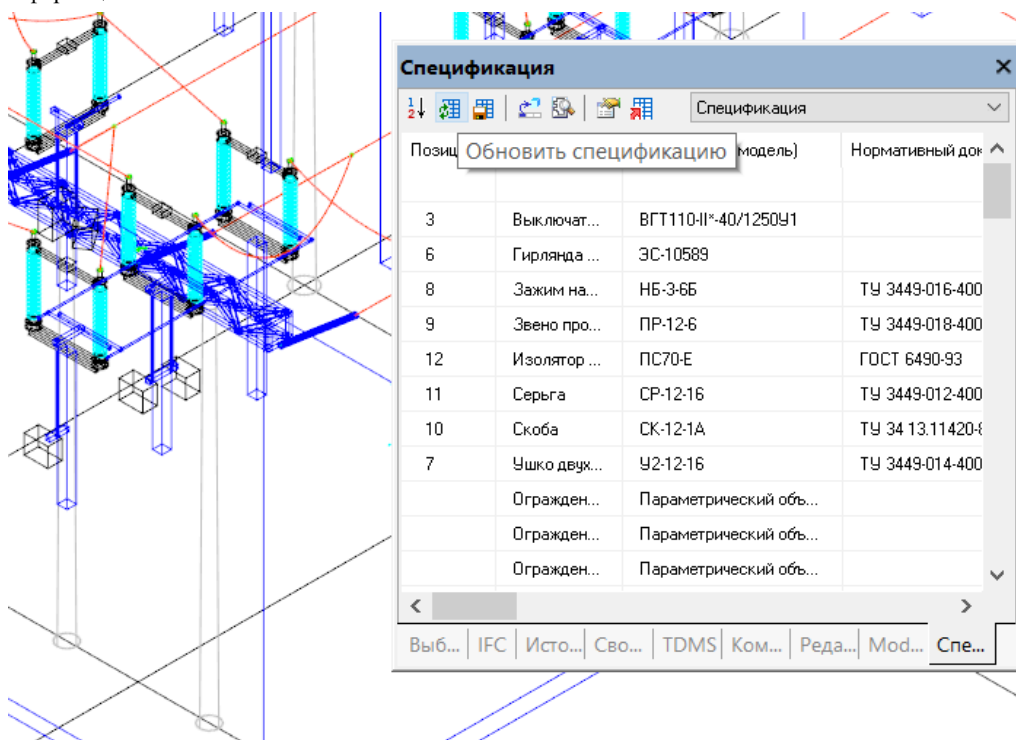 Спецификация
Спецификация
Позиц Обновить спецификацию модель) Нормативный док
3 Выключат... ВГТ110-II*-40/1250У1
6 Гирлянда ... ЭС-10589
8 Зажим на... НБ-3-6Б ТУ 3449-016-400
9 Звено про... ПР-12-6 ТУ 3449-018-400
12 Изолятор ... ПС70-Е ГОСТ 6490-93
11 Серьга СР-12-16 ТУ 3449-012-400
10 Скоба СК-12-1А ТУ 34 13.11420-8
7 Ушко двух... У2-12-16 ТУ 3449-014-400
Огражден... Параметрический объ...
Огражден... Параметрический объ...
Огражден... Параметрический объ...
Выб... IFC Исто... Сво... TDMS Ком... Реда... Mod... Спе...